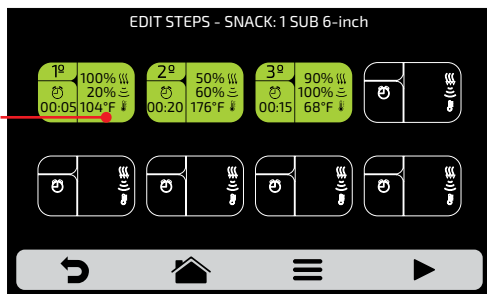 EDIT STEPS - SNACK: 1 SUB 6-inch
1º 100%
20%
00:05 104°F
2º 50%
60%
00:20 176°F
3º 90%
100%
00:15 68°F